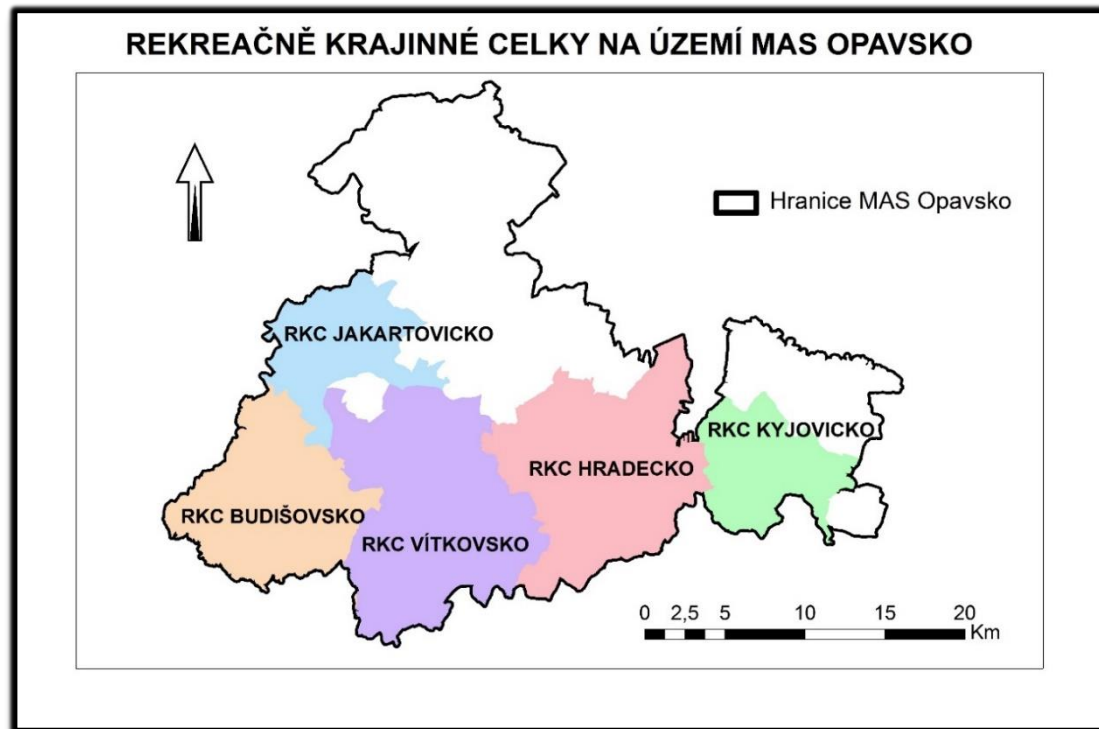 REKREAČNĚ KRAJINNÉ CELKY NA ÚZEMÍ MAS OPAVSKO
Hranice MAS Opavsko
RKC JAKARTOVICKO
RKC KYJOVICKO
RKC HRADECKO
RKC BUDIŠOVSKO
RKC VÍTKOVSKO
0 2,5 5 10 15 20
Km